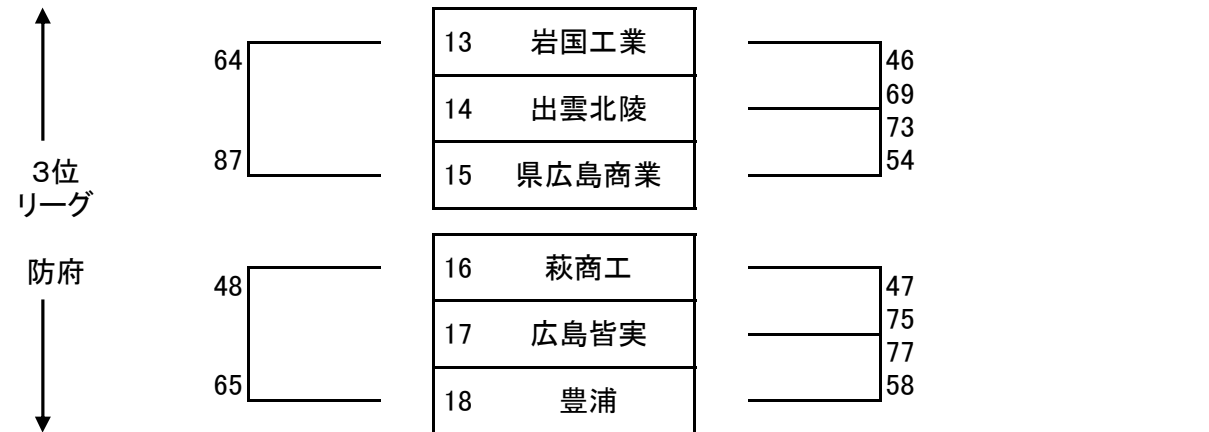 64 13 岩国工業 46
14 出雲北陵 69
73
87 15 県広島商業 54
3位
リーグ
防府
48 16 萩商工 47
17 広島皆実 75
77
65 18 豊浦 58